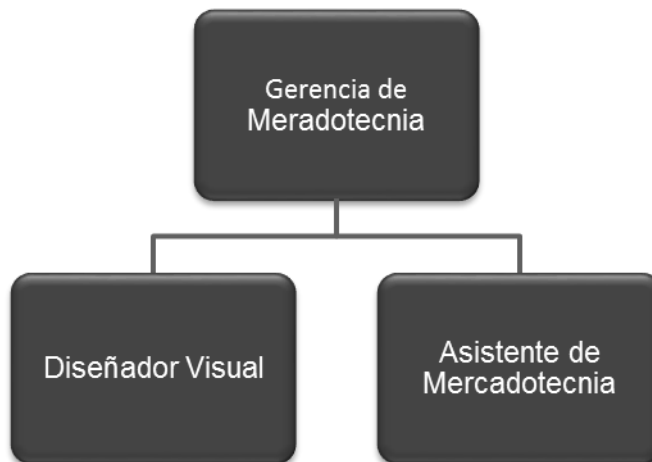 Gerencia de
Meradotecnia
Diseñador Visual
Asistente de
Mercadotecnia